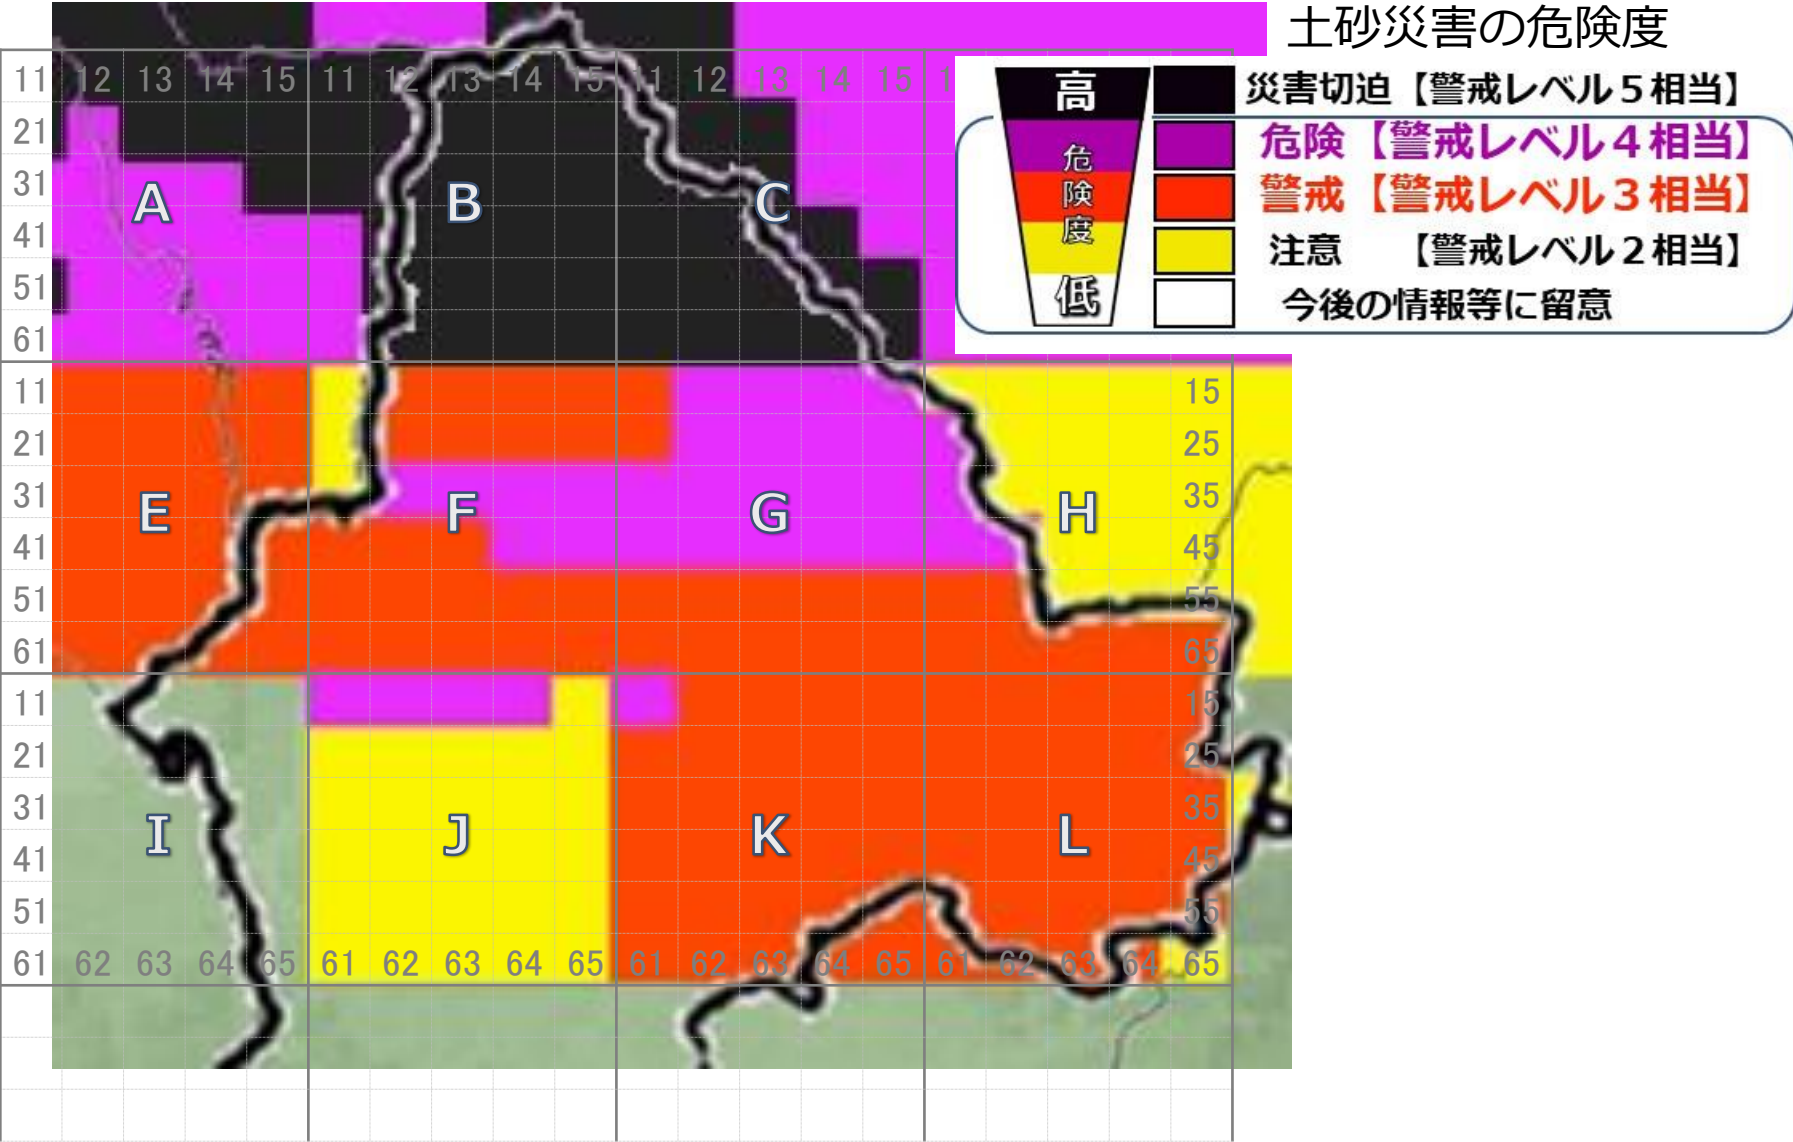 土砂災害の危険度
高 災害切迫【警戒レベル5相当】
危 危険【警戒レベル4相当】
険 警戒【警戒レベル3相当】
度 注意 【警戒レベル2相当】
低 今後の情報等に留意
11 12 13 14 15 11 12 13 14 15 11 12 13 14 15
21
31
A B C
41
51
61
11 15
21 25
31 35
E F G H
41 45
51 55
61 65
11 15
21 25
31 35
I J K L
41 45
51 55
61 62 63 64 65 61 62 63 64 65 61 62 63 64 65 61 62 63 64 65